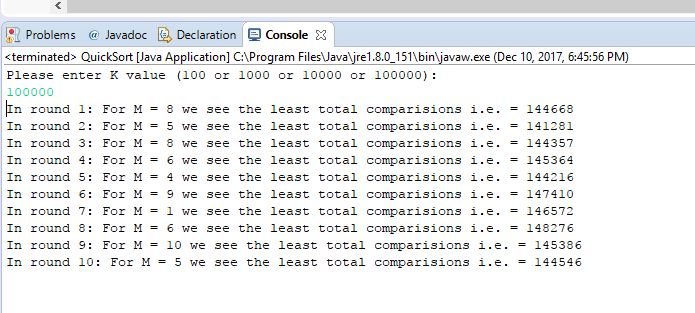 Problems @ Javadoc Declaration Console
<terminated> QuickSort [Java Application] C:\Program Files\Java\jre1.8.0_151\bin\javaw.exe (Dec 10, 2017, 6:45:56 PM)
Please enter K value (100 or 1000 or 10000 or 100000):
100000
In round 1: For M = 8 we see the least total comparisions i.e. = 144668
In round 2: For M = 5 we see the least total comparisions i.e. = 141281
In round 3: For M = 8 we see the least total comparisions i.e. = 144357
In round 4: For M = 6 we see the least total comparisions i.e. = 145364
In round 5: For M = 4 we see the least total comparisions i.e. = 144216
In round 6: For M = 9 we see the least total comparisions i.e. = 147410
In round 7: For M = 1 we see the least total comparisions i.e. = 146572
In round 8: For M = 6 we see the least total comparisions i.e. = 148276
In round 9: For M = 10 we see the least total comparisions i.e. = 145386
In round 10: For M = 5 we see the least total comparisions i.e. = 144546